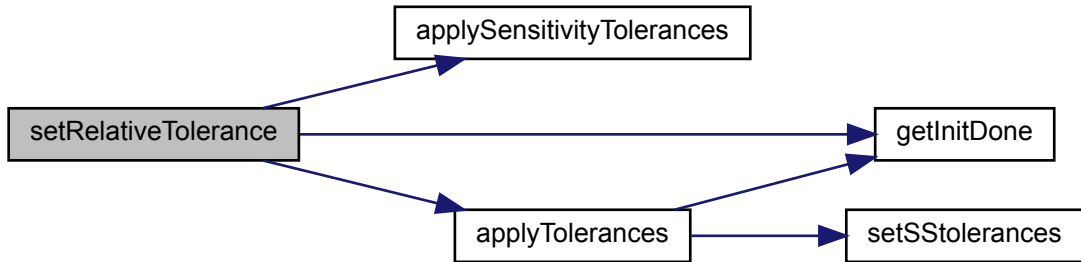 applySensitivityTolerances
setRelativeTolerance
getInitDone
applyTolerances
setSStolerances